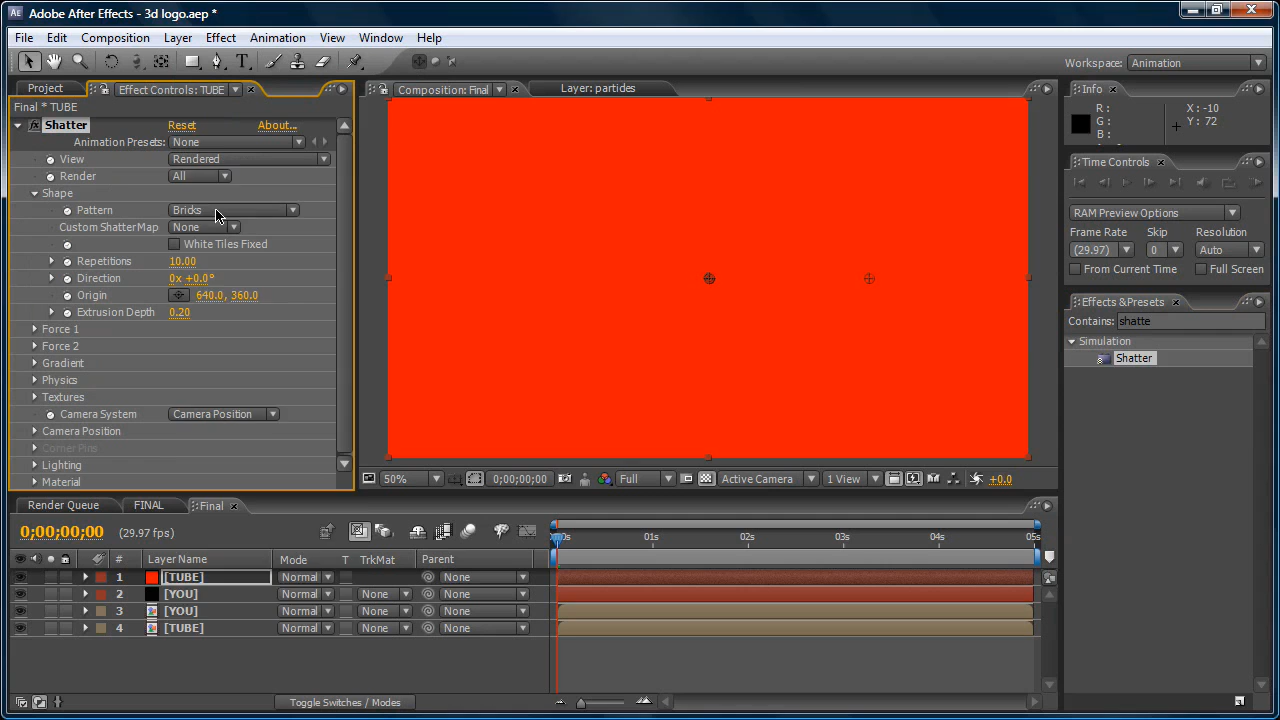 Adobe After Effects - 3d logo.aep *
File Edit Composition Layer Effect Animation View Window Help
Workspace: Animation
Project Effect Controls: TUBE
Composition: Final Layer: partides
Info
Final * TUBE
Shatter Reset About...
Animation Presets: None
View Rendered
Render All
Shape
Pattern Bricks
Custom Shatter Map None
White Tiles Fixed
Repetitions 10.00
Direction 0x +0.0°
Origin 640.0, 360.0
Extrusion Depth 0.20
Force 1
Force 2
Gradient
Physics
Textures
Camera System Camera Position
Camera Position
Corner Pins
Lighting
Material
R: X: -10
G: Y: 72
B:
Time Controls
RAM Preview Options
Frame Rate Skip Resolution
(29.97) 0 Auto
From Current Time Full Screen
Effects & Presets
Contains: shatte
Simulation
Shatter
50% 0;00;00;00 Full Active Camera 1 View +0.0
Render Queue FINAL Final
0;00;00;00 (29.97 fps)
00s 01s 02s 03s 04s 05s
# Layer Name Mode T TrkMat Parent
1 [TUBE] Normal None
2 [YOU] Normal None None
3 [YOU] Normal None None
4 [TUBE] Normal None None
Toggle Switches / Modes